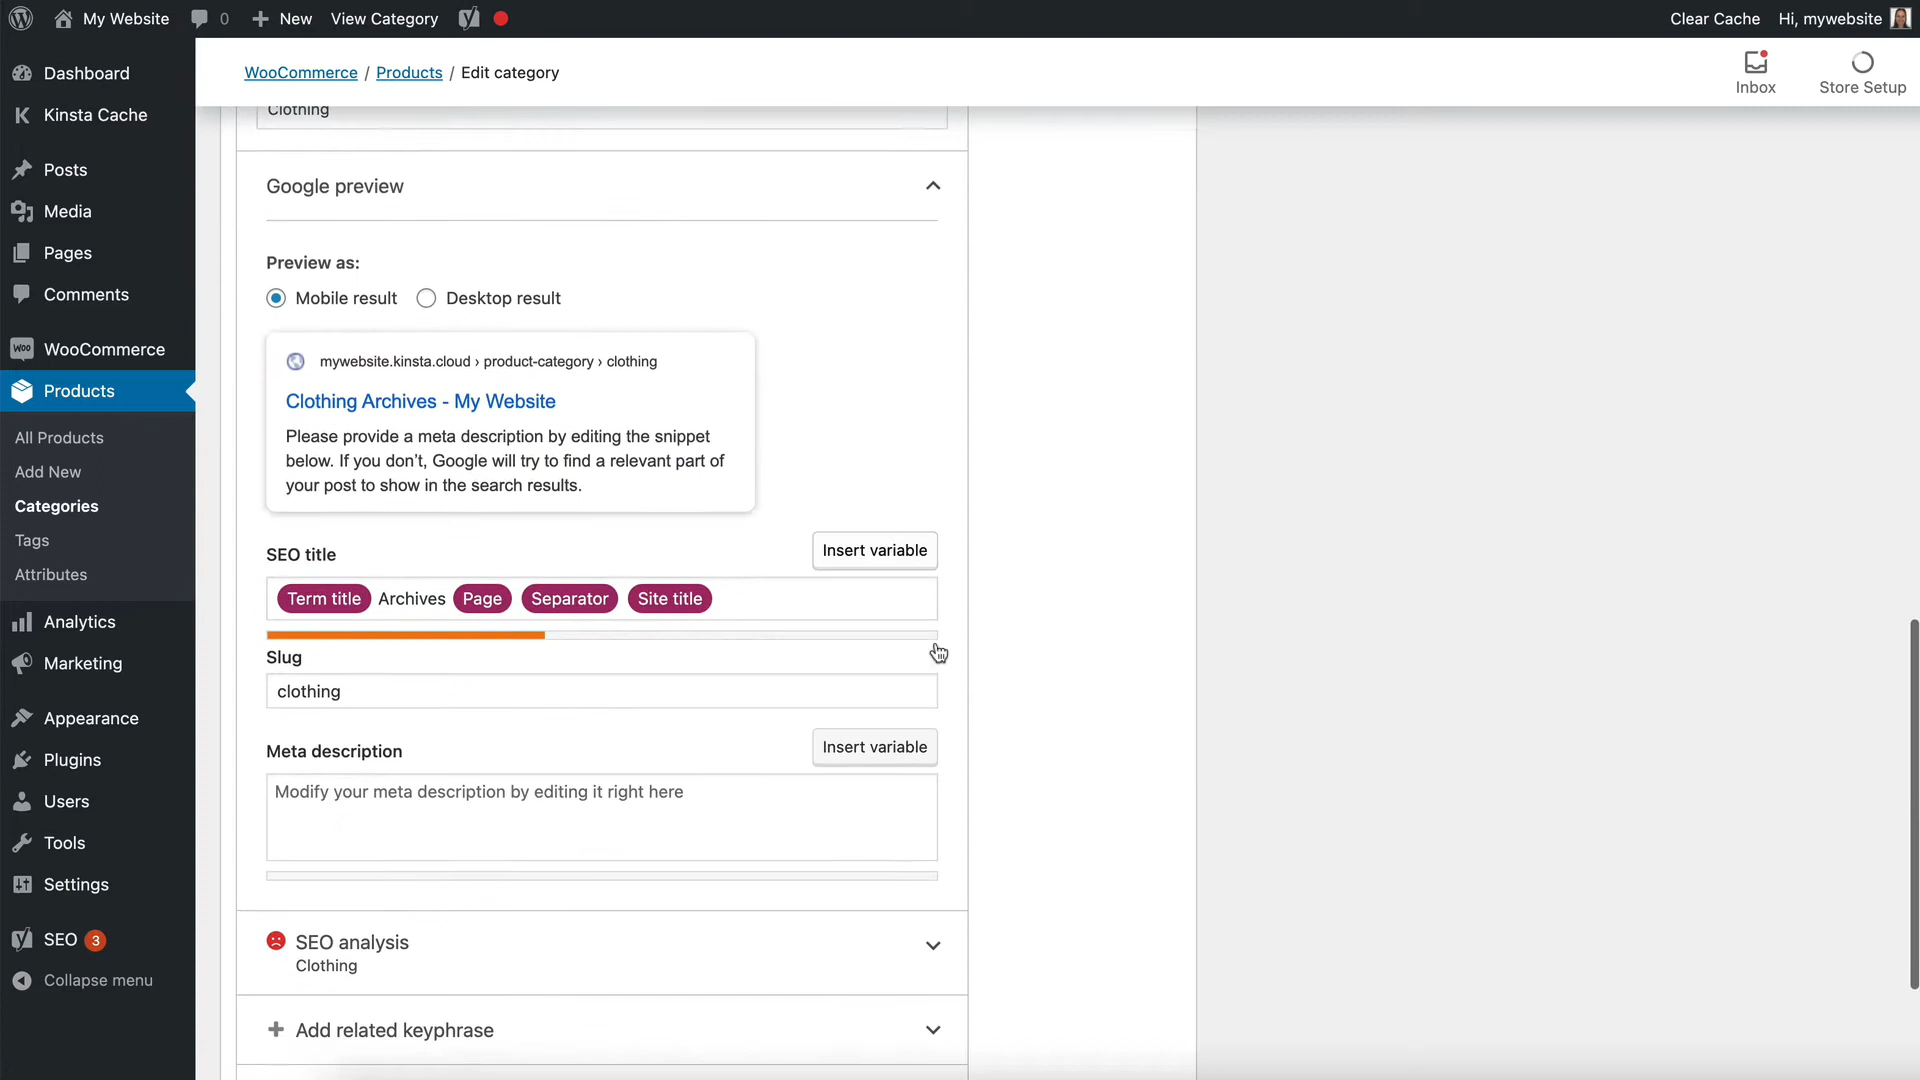 My Website
0
New
View Category
Clear Cache
Hi, mywebsite
WooCommerce / Products / Edit category
Inbox
Store Setup
Dashboard
Kinsta Cache
Posts
Media
Pages
Comments
WOO
WooCommerce
Products
All Products
Add New
Categories
Tags
Attributes
Analytics
Marketing
Appearance
Plugins
Users
Tools
Settings
SEO 3
Collapse menu
Clothing
Google preview
Preview as:
Mobile result
Desktop result
mywebsite.kinsta.cloud › product-category › clothing
Clothing Archives - My Website
Please provide a meta description by editing the snippet
below. If you don’t, Google will try to find a relevant part of
your post to show in the search results.
SEO title
Insert variable
Term title Archives Page Separator Site title
Slug
clothing
Meta description
Insert variable
Modify your meta description by editing it right here
SEO analysis
Clothing
Add related keyphrase